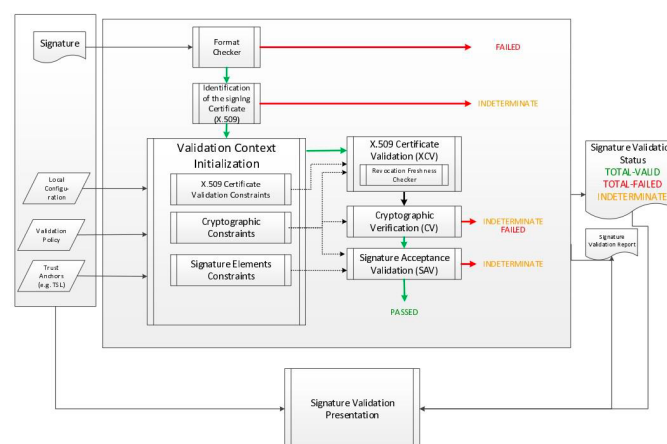 Signature
Format
Checker
FAILED
Identification
of the signing
Certificate
(X.509)
INDETERMINATE
Validation Context
Initialization
X.509 Certificate
Validation Constraints
Cryptographic
Constraints
Signature Elements
Constraints
X.509 Certificate
Validation (XCV)
Revocation Freshness
Checker
Cryptographic
Verification (CV)
INDETERMINATE
FAILED
Signature Acceptance
Validation (SAV)
INDETERMINATE
PASSED
Local
Configu-
ration
Validation
Policy
Trust
Anchors
(e.g. TSL)
Signature Validation
Status
TOTAL-VALID
TOTAL-FAILED
INDETERMINATE
Signature
Validation Report
Signature Validation
Presentation